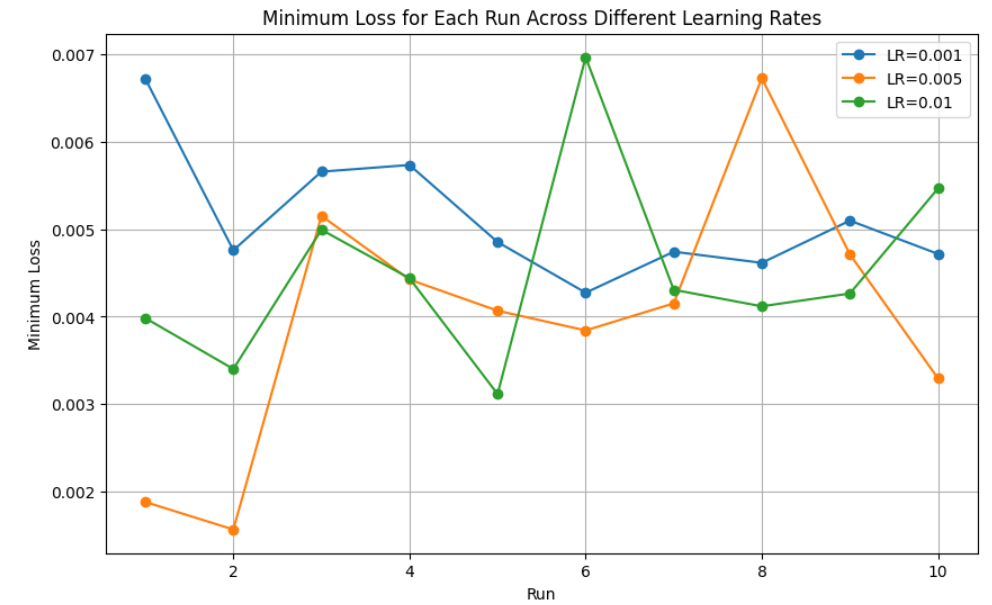 Minimum Loss for Each Run Across Different Learning Rates
LR=0.001
LR=0.005
LR=0.01
Minimum Loss
0.007
0.006
0.005
0.004
0.003
0.002
2 4 6 8 10
Run